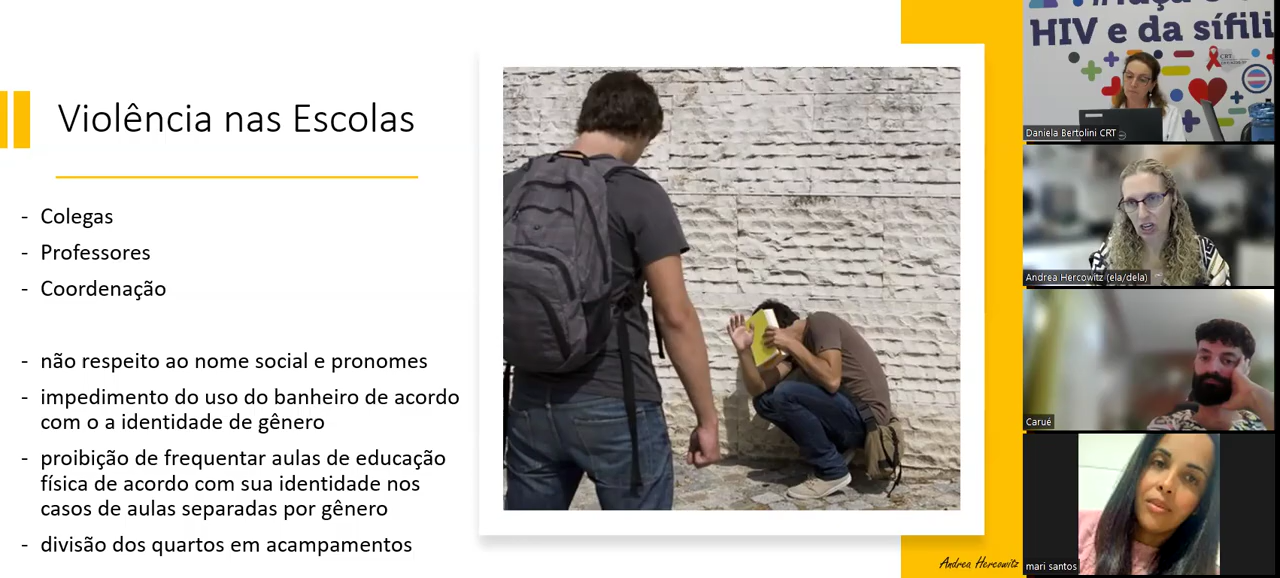 Violência nas Escolas
- Colegas
- Professores
- Coordenação
- não respeito ao nome social e pronomes
- impedimento do uso do banheiro de acordo
com o a identidade de gênero
- proibição de frequentar aulas de educação
física de acordo com sua identidade nos
casos de aulas separadas por gênero
- divisão dos quartos em acampamentos
Andrea Hercowitz
HIV e da sífili
CRT
Daniela Bertolini CRT
Andrea Hercowitz (ela/dela)
Carué
mari santos